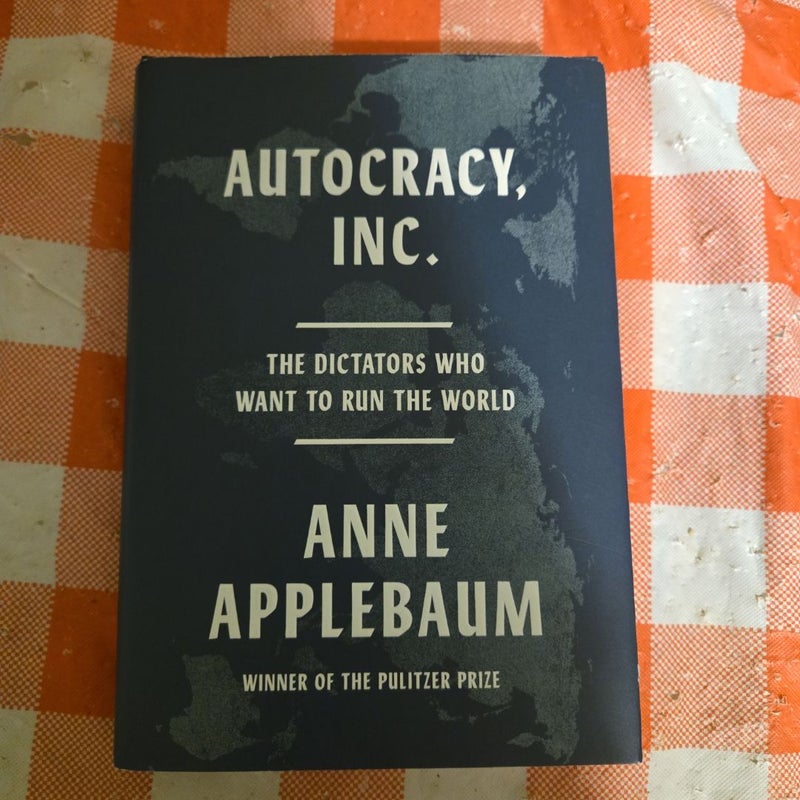 AUTOCRACY,
INC.
THE DICTATORS WHO
WANT TO RUN THE WORLD
ANNE
APPLEBAUM
WINNER OF THE PULITZER PRIZE